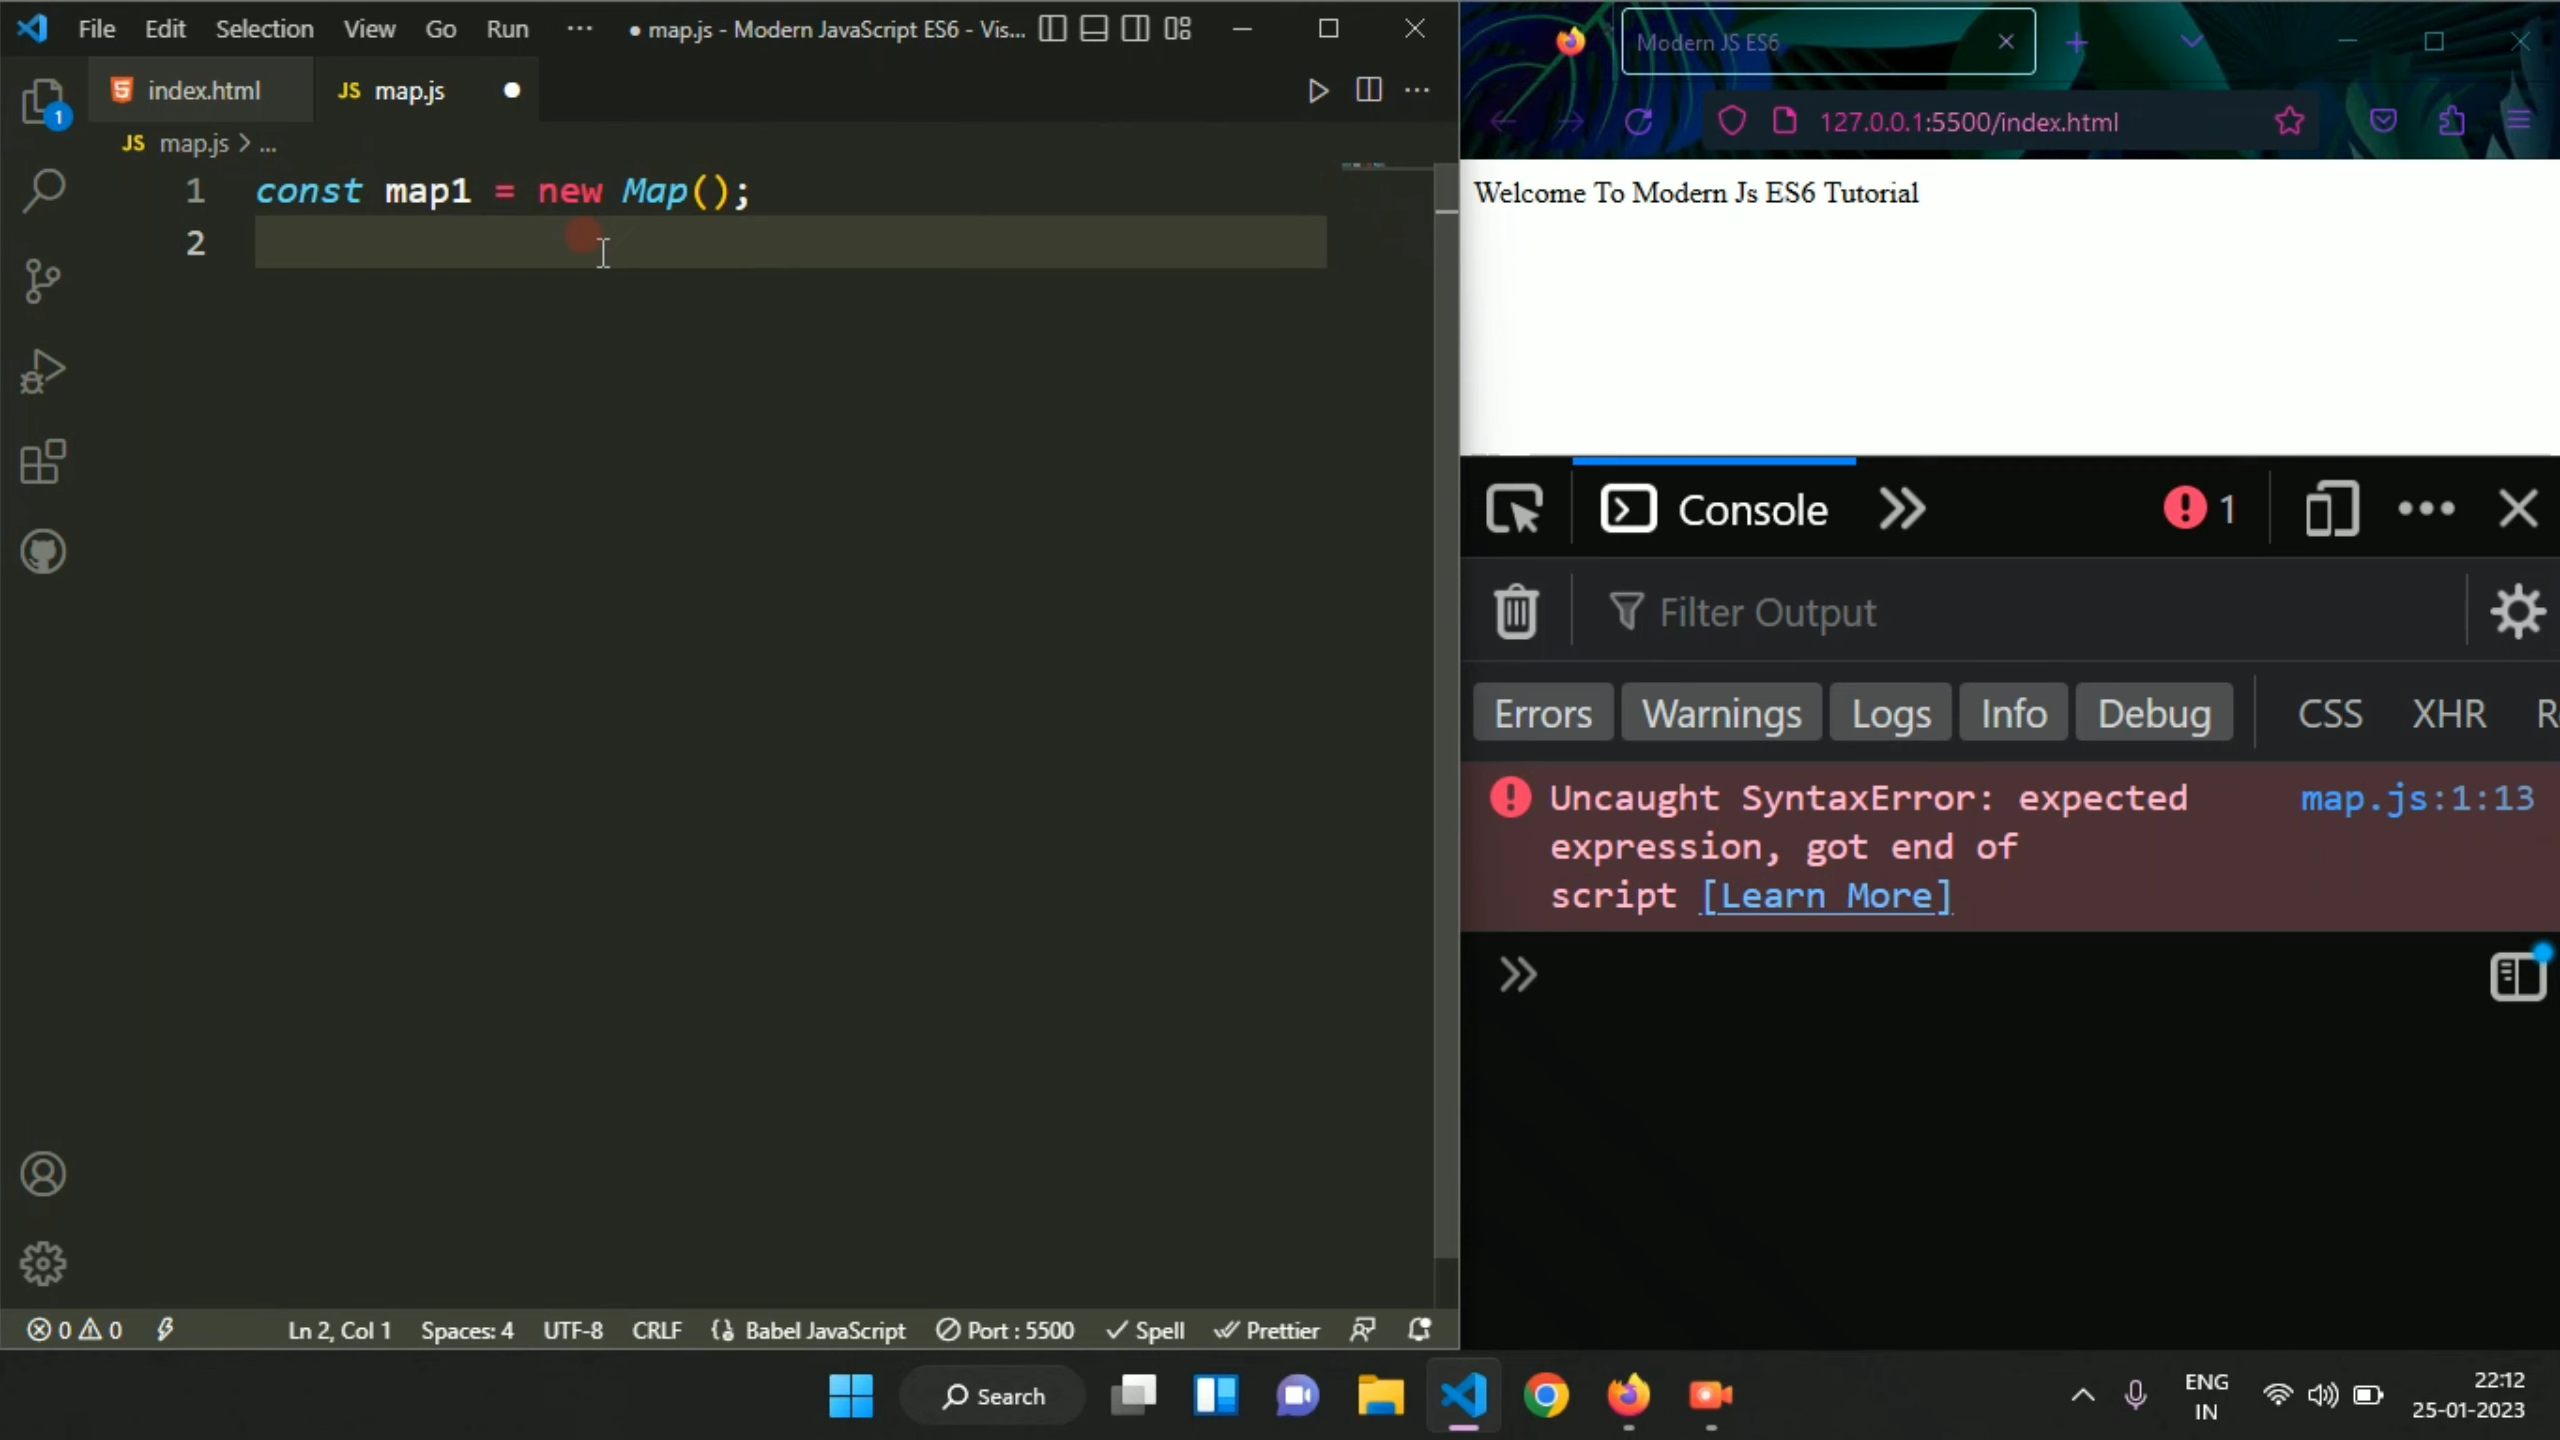 File Edit Selection View Go Run ··· ● map.js - Modern JavaScript ES6 - Vis...
1
index.html
JS map.js
JS map.js > ...
1 const map1 = new Map();
2
0 0 Ln 2, Col 1 Spaces: 4 UTF-8 CRLF Babel JavaScript Port : 5500 Spell Prettier
Modern JS ES6
127.0.0.1:5500/index.html
Welcome To Modern Js ES6 Tutorial
Console 1
Filter Output
Errors Warnings Logs Info Debug CSS XHR
Uncaught SyntaxError: expected map.js:1:13
expression, got end of
script [Learn More]
Search
ENG
IN
22:12
25-01-2023